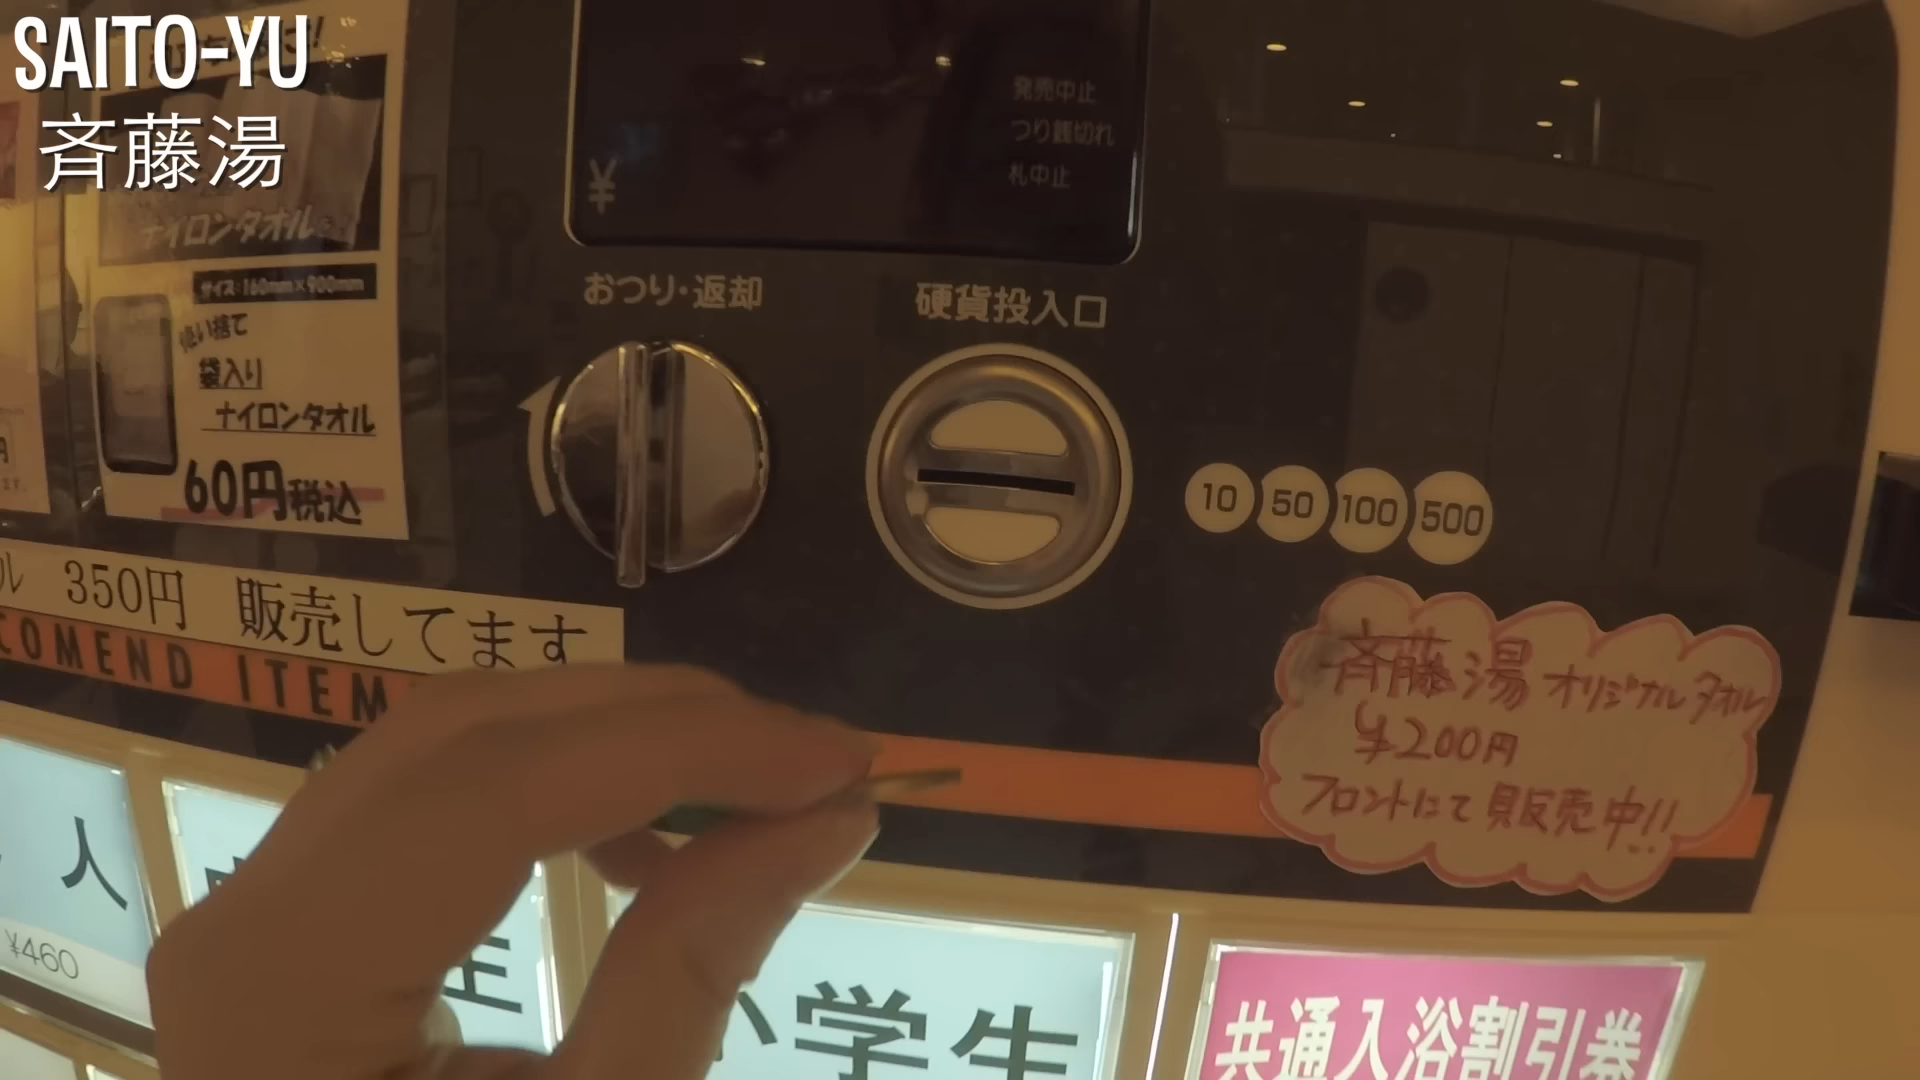 SAITO-YU
斉藤湯
発売中止
つり銭切れ
札中止
¥
ナイロンタオル
サイズ:160mm×900mm
使い捨て
袋入り
ナイロンタオル
60円税込
おつり・返却
硬貨投入口
10 50 100 500
ル 350円 販売してます
COMEND ITEM
斉藤湯 オリジナルタオル
¥200円
フロントにて販売中!!
人
¥460
生
小学生
共通入浴割引券